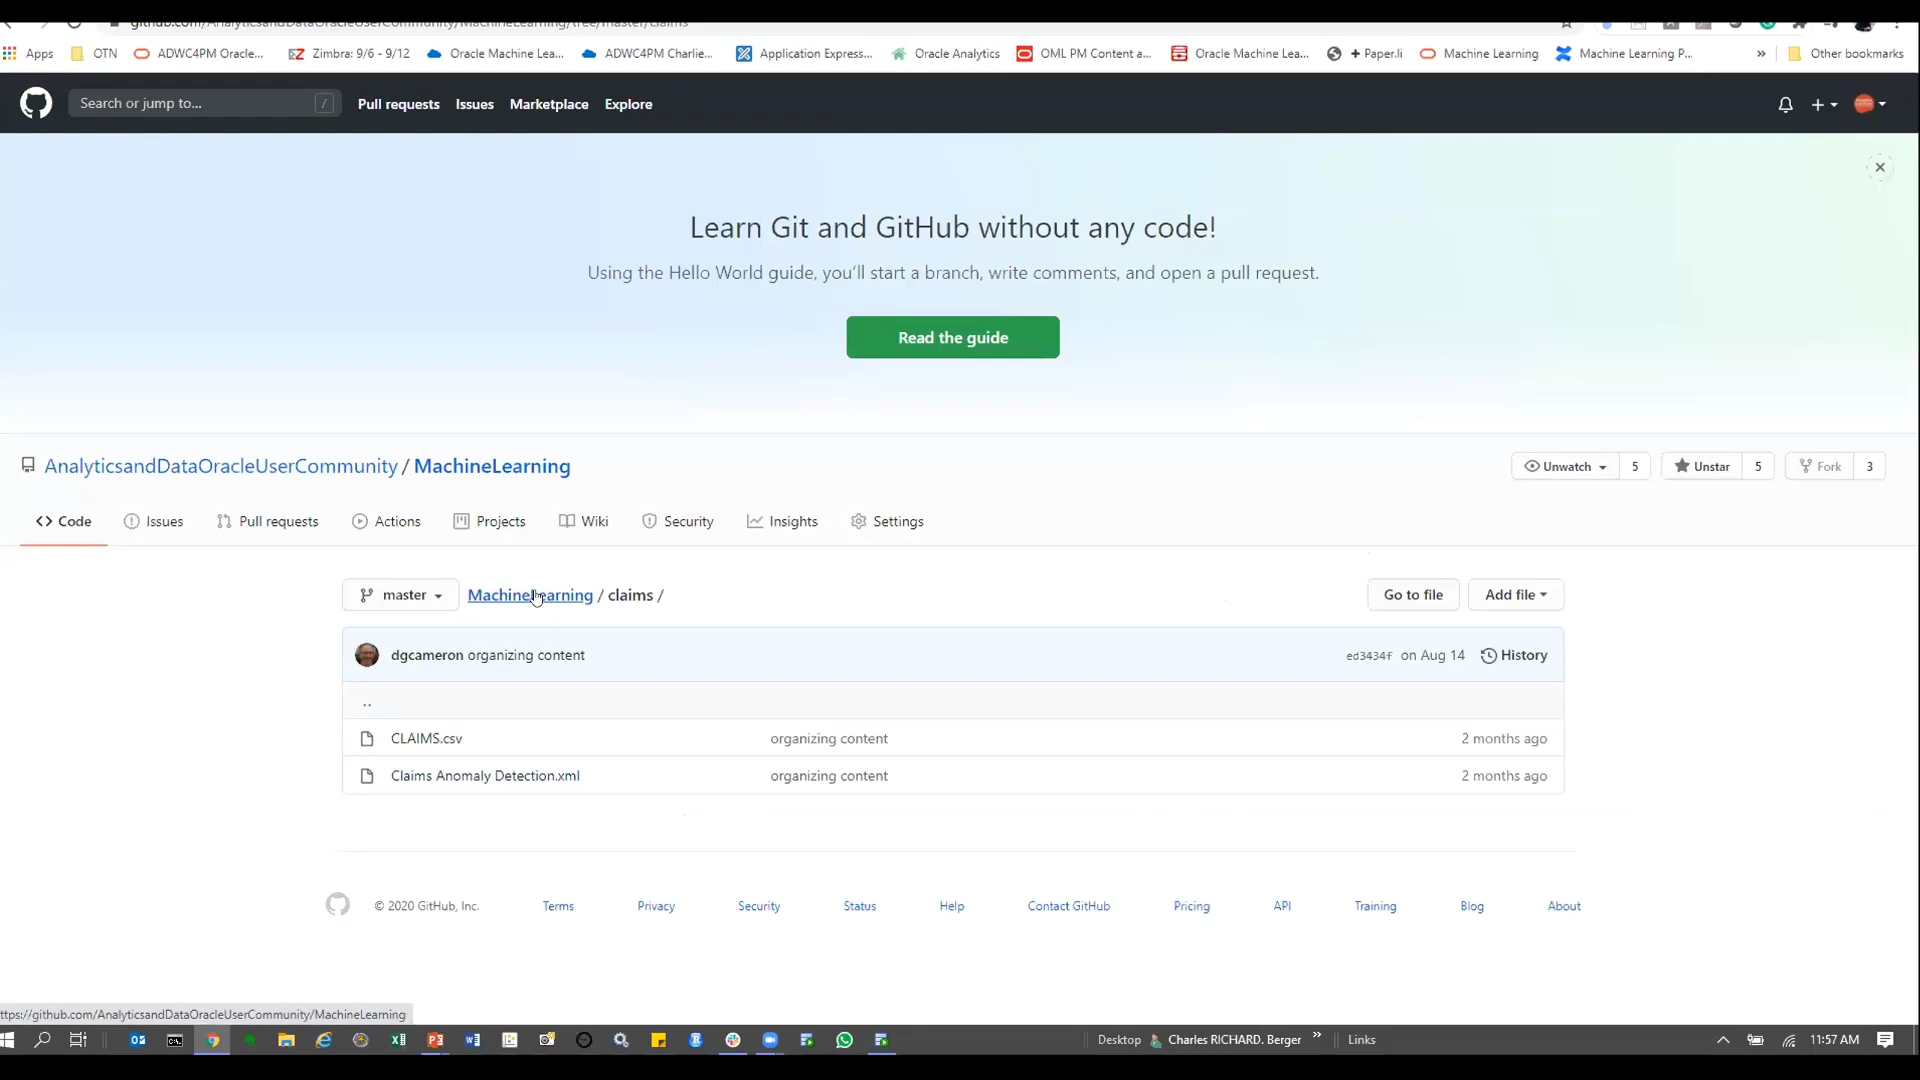 github.com/AnalyticsandDataOracleUserCommunity/MachineLearning/tree/master/claims
Apps OTN ADWC4PM Oracle... Zimbra: 9/6 - 9/12 Oracle Machine Lea... ADWC4PM Charlie... Application Express... Oracle Analytics OML PM Content a... Oracle Machine Lea... + Paper.li Machine Learning Machine Learning P... » Other bookmarks
Search or jump to... / Pull requests Issues Marketplace Explore
Learn Git and GitHub without any code!
Using the Hello World guide, you’ll start a branch, write comments, and open a pull request.
Read the guide
AnalyticsandDataOracleUserCommunity / MachineLearning Unwatch 5 Unstar 5 Fork 3
<> Code Issues Pull requests Actions Projects Wiki Security Insights Settings
master MachineLearning / claims / Go to file Add file
dgcameron organizing content ed3434f on Aug 14 History
..
CLAIMS.csv organizing content 2 months ago
Claims Anomaly Detection.xml organizing content 2 months ago
© 2020 GitHub, Inc. Terms Privacy Security Status Help Contact GitHub Pricing API Training Blog About
ttps://github.com/AnalyticsandDataOracleUserCommunity/MachineLearning
Desktop Charles RICHARD. Berger » Links 11:57 AM